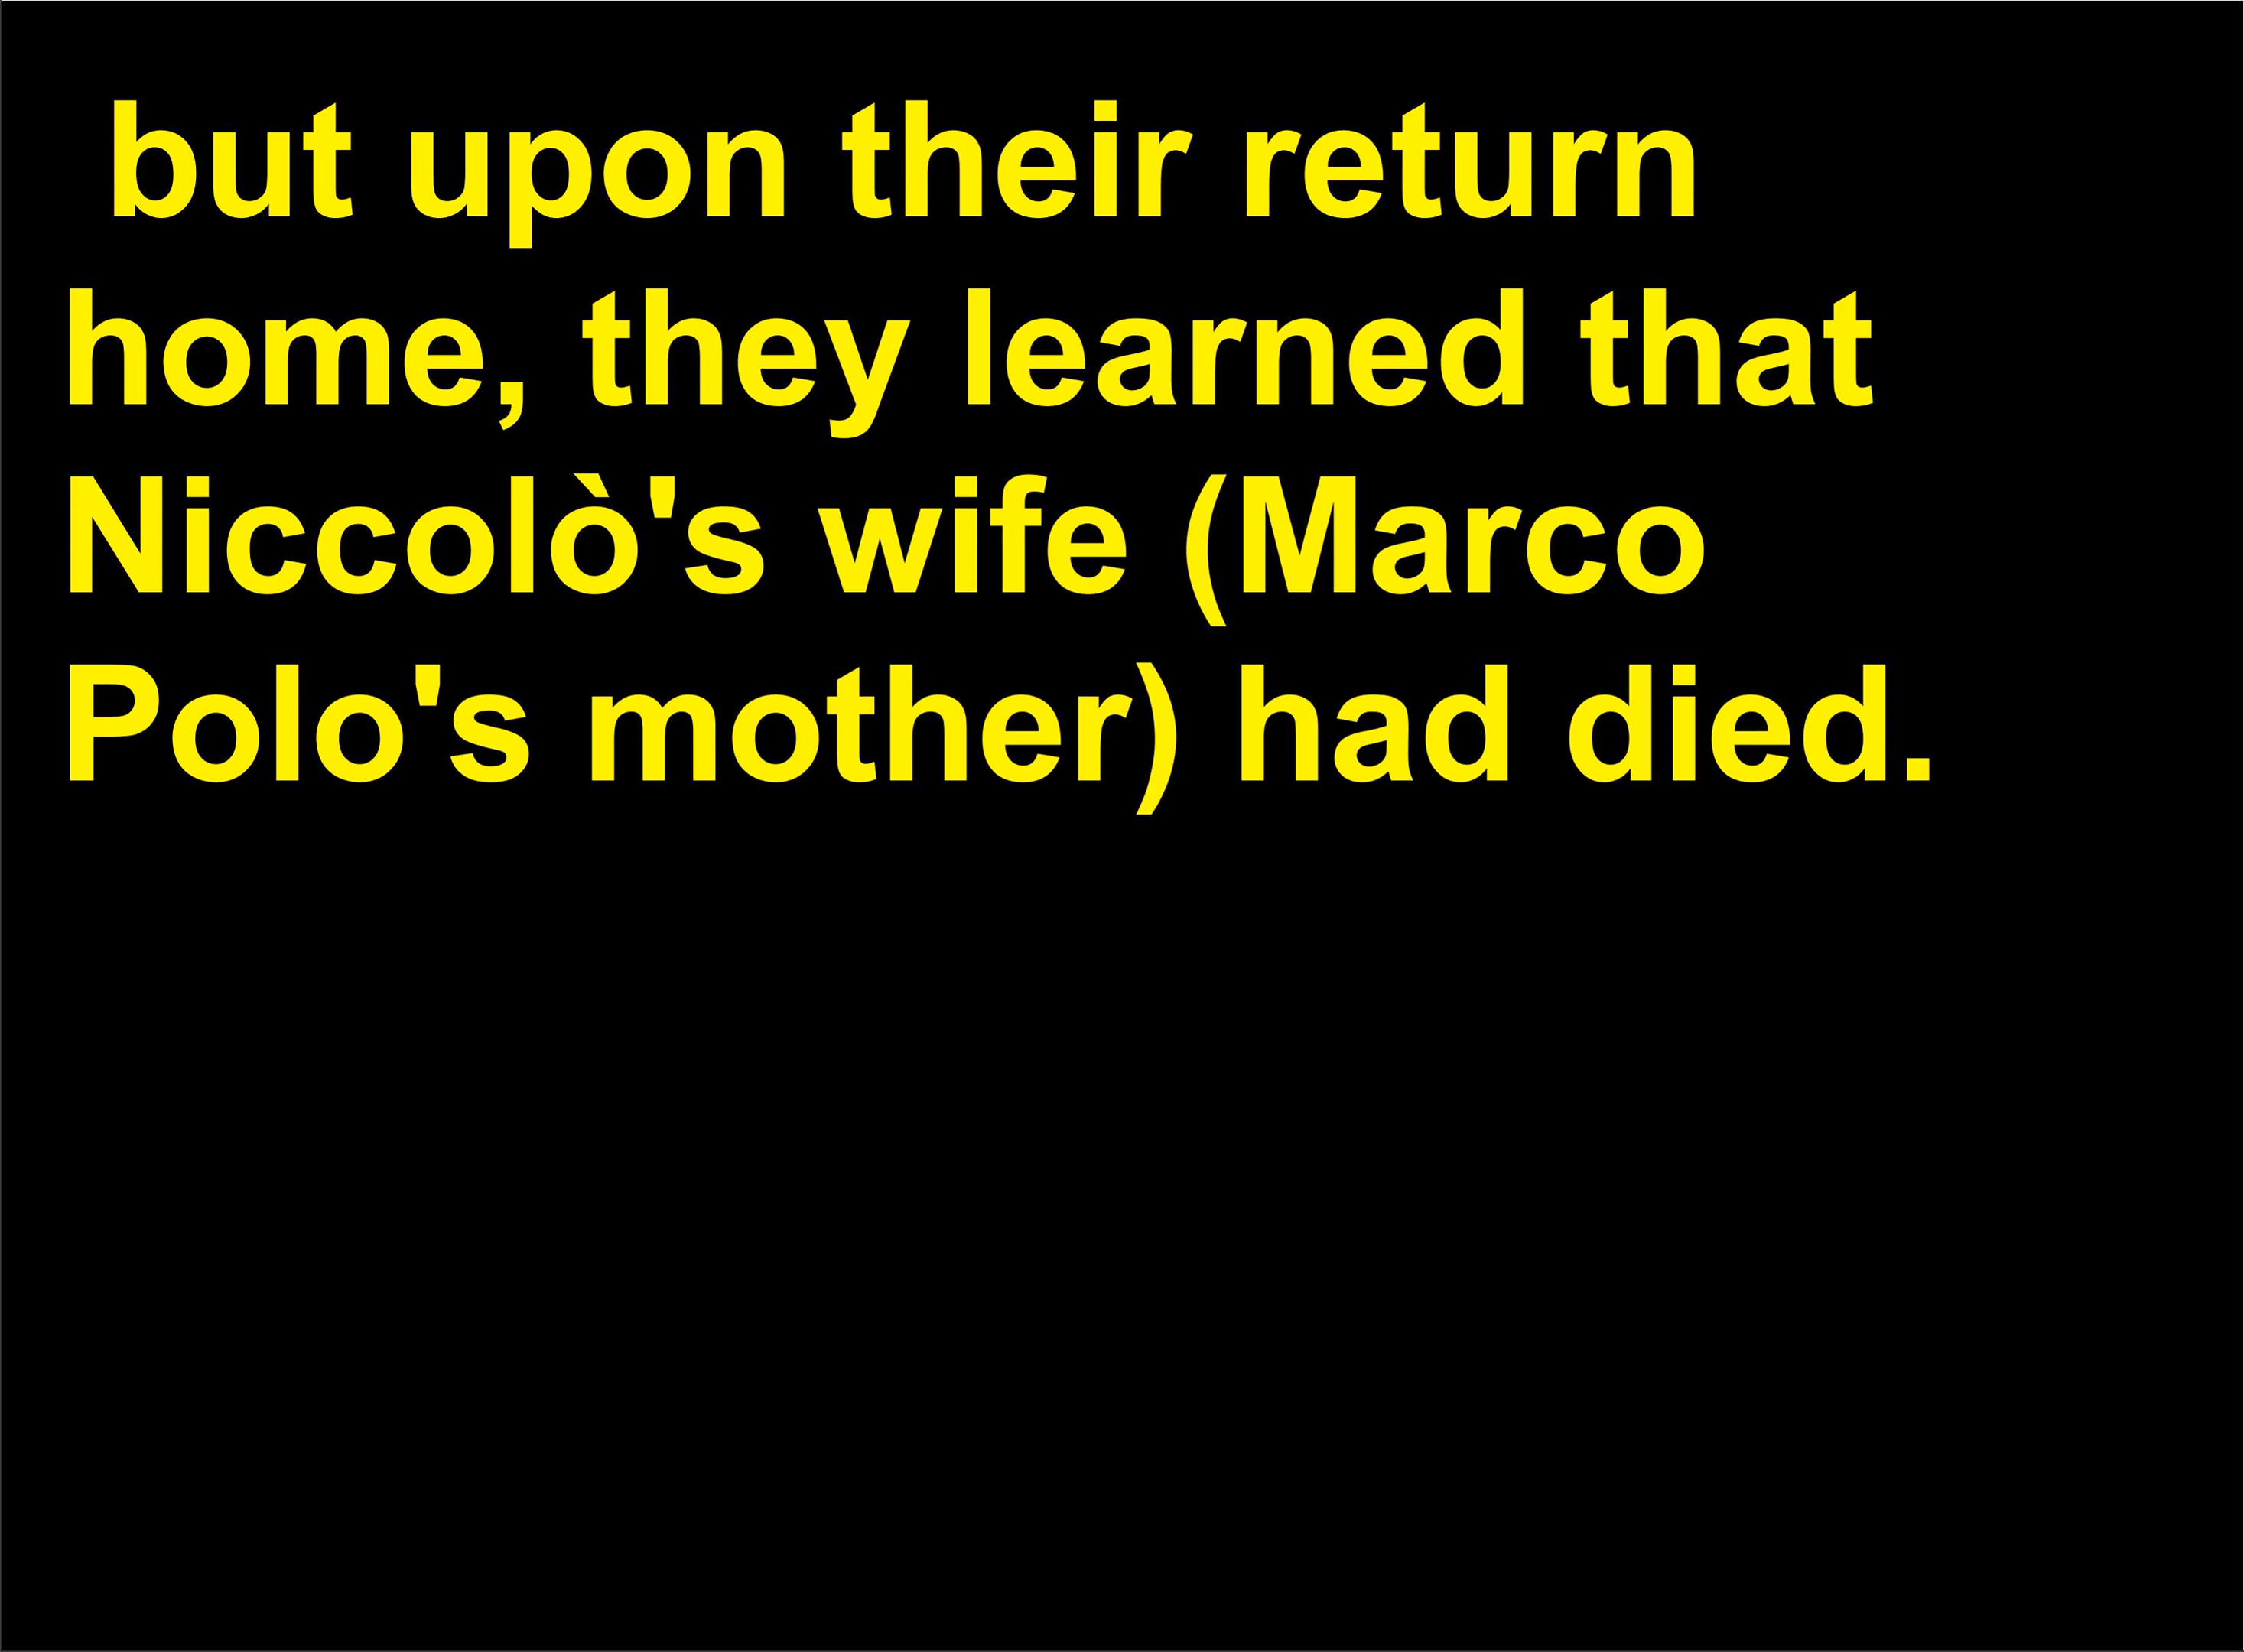 but upon their return
home, they learned that
Niccolò's wife (Marco
Polo's mother) had died.